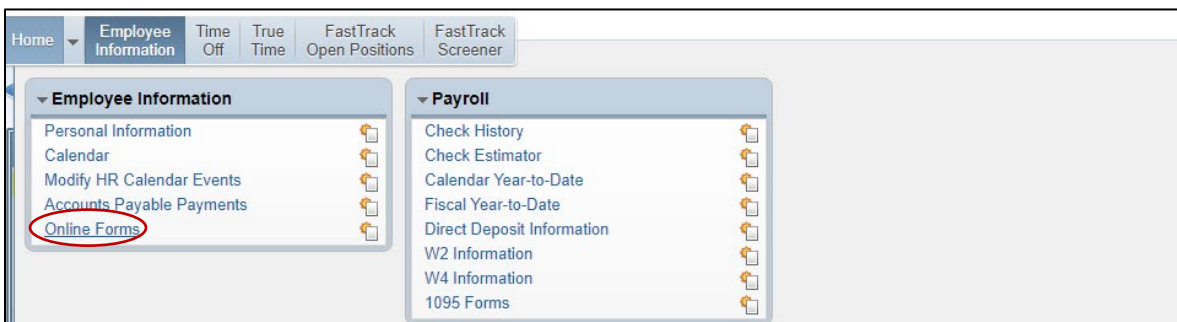 Home
Employee Information
Time Off
True Time
FastTrack Open Positions
FastTrack Screener
Employee Information
Personal Information
Calendar
Modify HR Calendar Events
Accounts Payable Payments
Online Forms
Payroll
Check History
Check Estimator
Calendar Year-to-Date
Fiscal Year-to-Date
Direct Deposit Information
W2 Information
W4 Information
1095 Forms